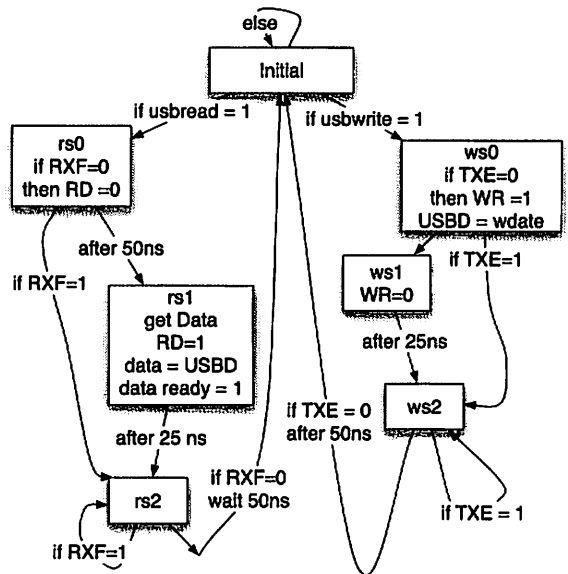 else
Initial
if usbread = 1
if usbwrite = 1
rs0
if RXF=0
then RD =0
ws0
if TXE=0
then WR =1
USBD = wdate
after 50ns
if RXF=1
if TXE=1
ws1
WR=0
rs1
get Data
RD=1
data = USBD
data ready = 1
after 25ns
ws2
if TXE = 0
after 50ns
after 25 ns
if RXF=0
wait 50ns
rs2
if RXF=1
if TXE = 1